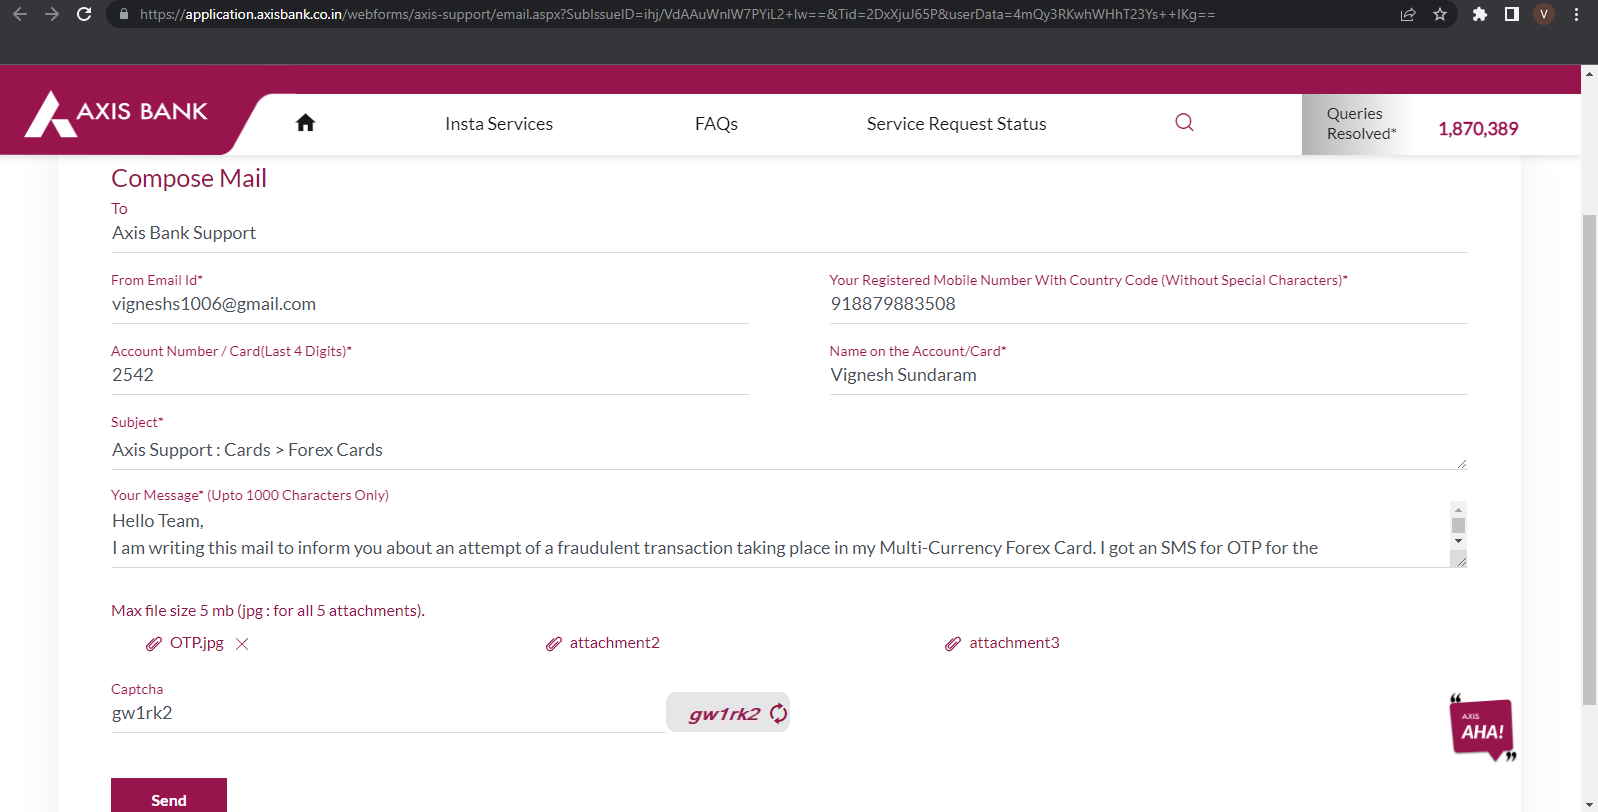 https://application.axisbank.co.in/webforms/axis-support/email.aspx?SubIssueID=ihj/VdAAuWnlW7PYiL2+Iw==&Tid=2DxXjuJ65P&userData=4mQy3RKwhWHhT23Ys++IKg==
V
AXIS BANK
Insta Services
FAQs
Service Request Status
Queries
Resolved*
1,870,389
Compose Mail
To
Axis Bank Support
From Email Id*
Your Registered Mobile Number With Country Code (Without Special Characters)*
vigneshs1006@gmail.com
918879883508
Account Number / Card(Last 4 Digits)*
Name on the Account/Card*
2542
Vignesh Sundaram
Subject*
Axis Support : Cards > Forex Cards
Your Message* (Upto 1000 Characters Only)
Hello Team,
I am writing this mail to inform you about an attempt of a fraudulent transaction taking place in my Multi-Currency Forex Card. I got an SMS for OTP for the
Max file size 5 mb (jpg : for all 5 attachments).
OTP.jpg
attachment2
attachment3
Captcha
gw1rk2
gw1rk2
AXIS
AHA!
Send